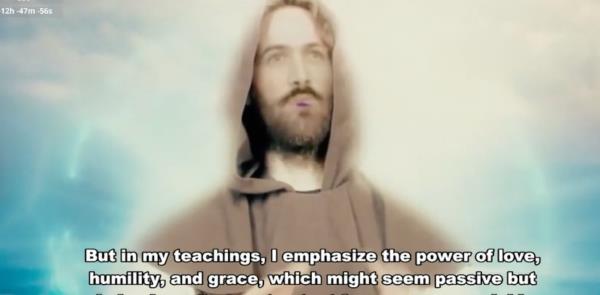 -12h -47m -56s
But in my teachings, I emphasize the power of love,
humility, and grace, which might seem passive but